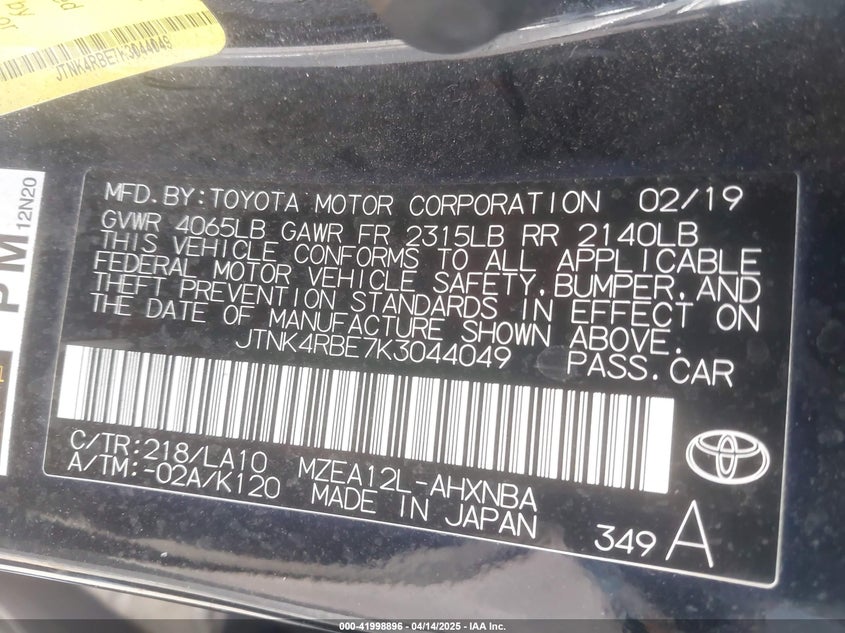 JTNK4RBE7K3044049
PM
12N20
MFD.BY:TOYOTA MOTOR CORPORATION 02/19
GVWR 4065LB GAWR FR 2315LB RR 2140LB
THIS VEHICLE CONFORMS TO ALL APPLICABLE
FEDERAL MOTOR VEHICLE SAFETY,BUMPER,AND
THEFT PREVENTION STANDARDS IN EFFECT ON
THE DATE OF MANUFACTURE SHOWN ABOVE.
JTNK4RBE7K3044049 PASS.CAR
C/TR:218/LA10 MZEA12L-AHXNBA
A/TM:-02A/K120 MADE IN JAPAN
349 A
000-41998896 - 04/14/2025 - IAA Inc.